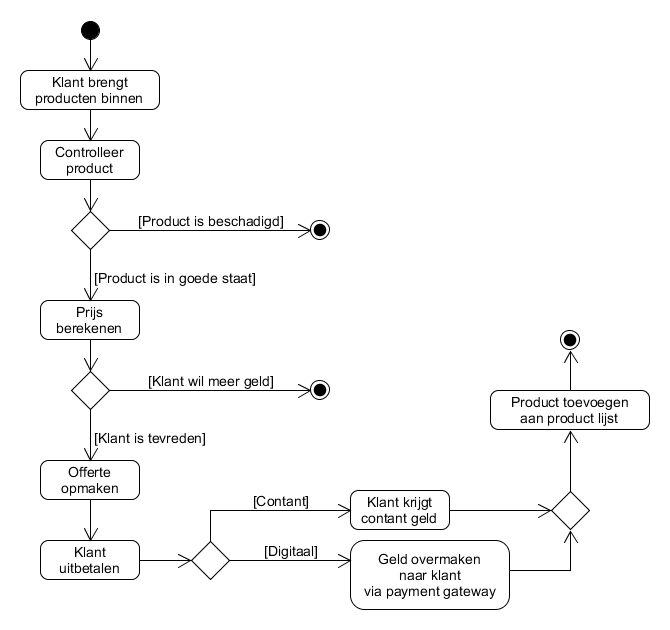 Klant brengt
producten binnen
Controlleer
product
[Product is beschadigd]
[Product is in goede staat]
Prijs
berekenen
[Klant wil meer geld]
[Klant is tevreden]
Offerte
opmaken
Klant
uitbetalen
[Contant]
Klant krijgt
contant geld
[Digitaal]
Geld overmaken
naar klant
via payment gateway
Product toevoegen
aan product lijst